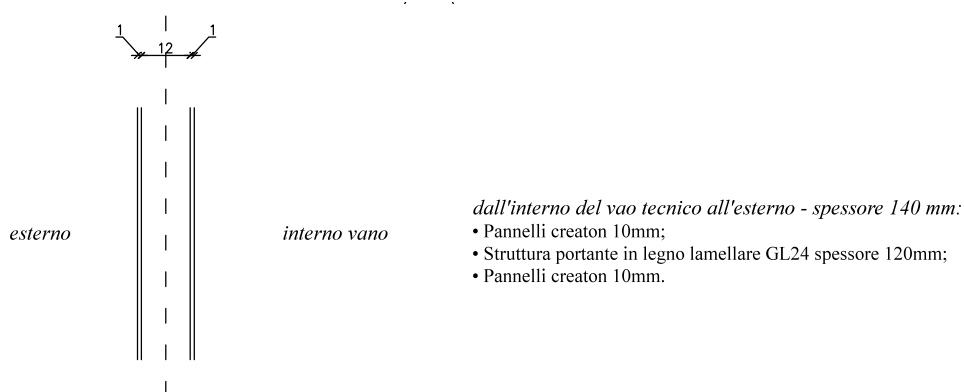 1
12
1
esterno
interno vano
dall'interno del vao tecnico all'esterno - spessore 140 mm:
• Pannelli creaton 10mm;
• Struttura portante in legno lamellare GL24 spessore 120mm;
• Pannelli creaton 10mm.